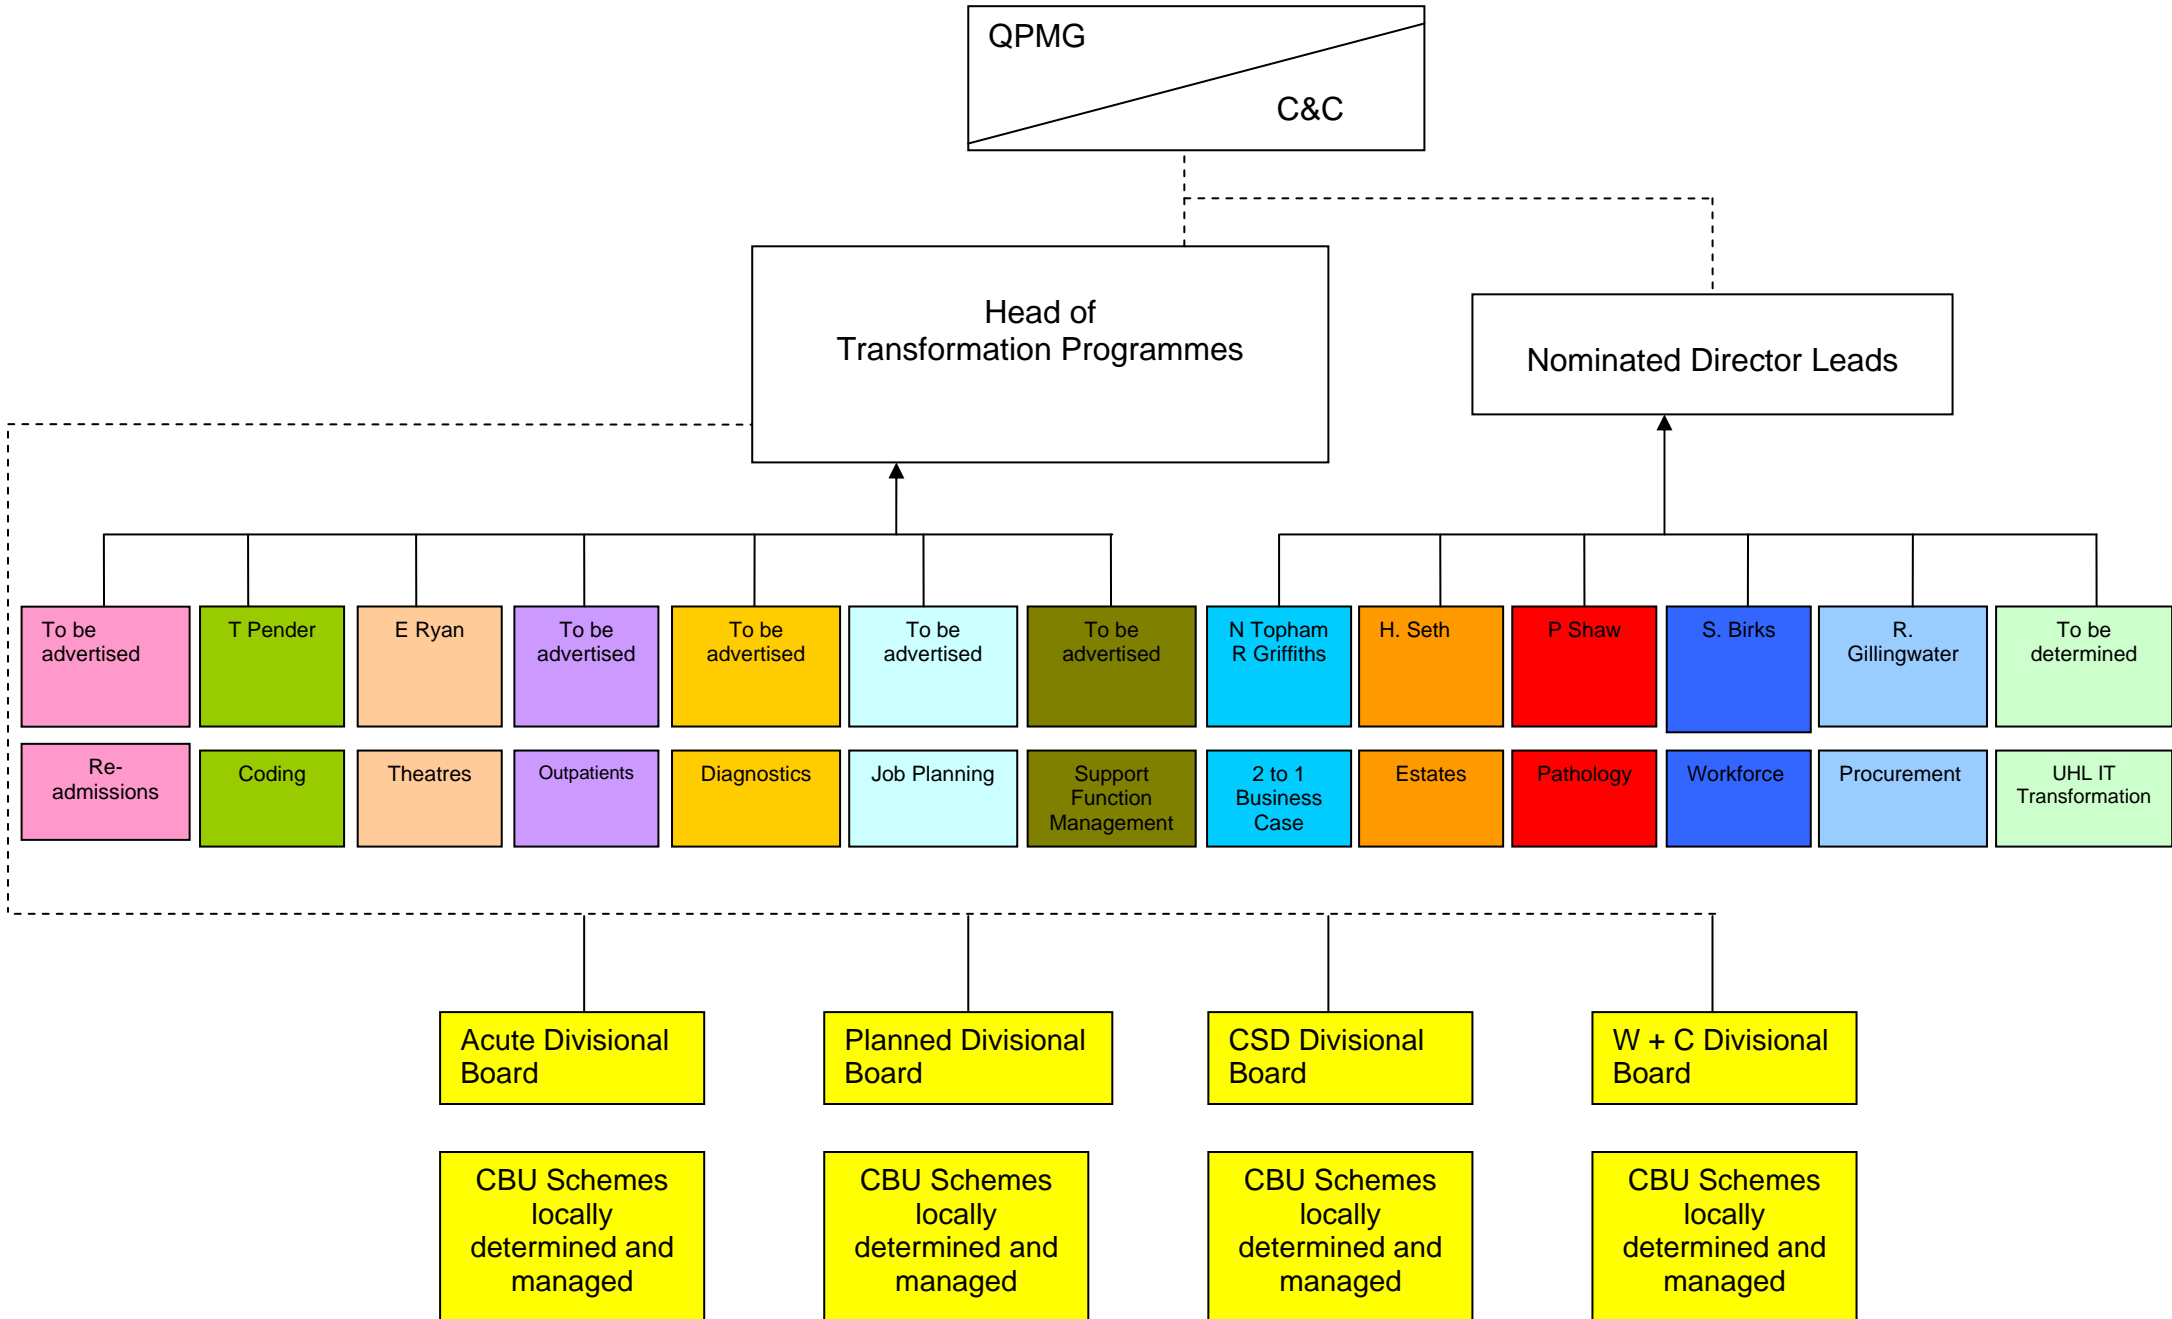 QPMG
C&C
Head of
Transformation Programmes
Nominated Director Leads
To be
advertised
T Pender
E Ryan
To be
advertised
To be
advertised
To be
advertised
To be
advertised
N Topham
R Griffiths
H. Seth
P Shaw
S. Birks
R.
Gillingwater
To be
determined
Re-
admissions
Coding
Theatres
Outpatients
Diagnostics
Job Planning
Support
Function
Management
2 to 1
Business
Case
Estates
Pathology
Workforce
Procurement
UHL IT
Transformation
Acute Divisional
Board
Planned Divisional
Board
CSD Divisional
Board
W + C Divisional
Board
CBU Schemes
locally
determined and
managed
CBU Schemes
locally
determined and
managed
CBU Schemes
locally
determined and
managed
CBU Schemes
locally
determined and
managed